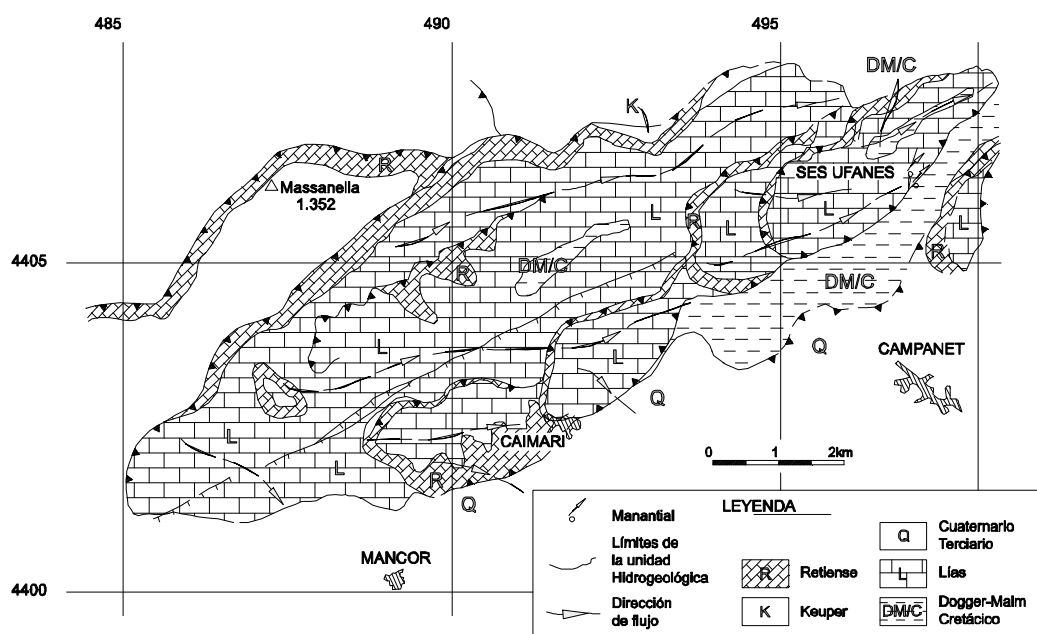 485
490
495
DM/C
K
R
Massanella
1.352
SES UFANES
L
L
L
L
R
R
R
4405
DM/C
DM/C
L
L
Q
CAMPANET
Q
L
CAIMARI
L
R
Q
0 1 2km
MANCOR
4400
LEYENDA
Manantial
Límites de
la unidad
Hidrogeológica
Dirección
de flujo
R Retiense
K Keuper
Q Cuaternario
Terciario
L Lías
DM/C Dogger-Malm
Cretácico